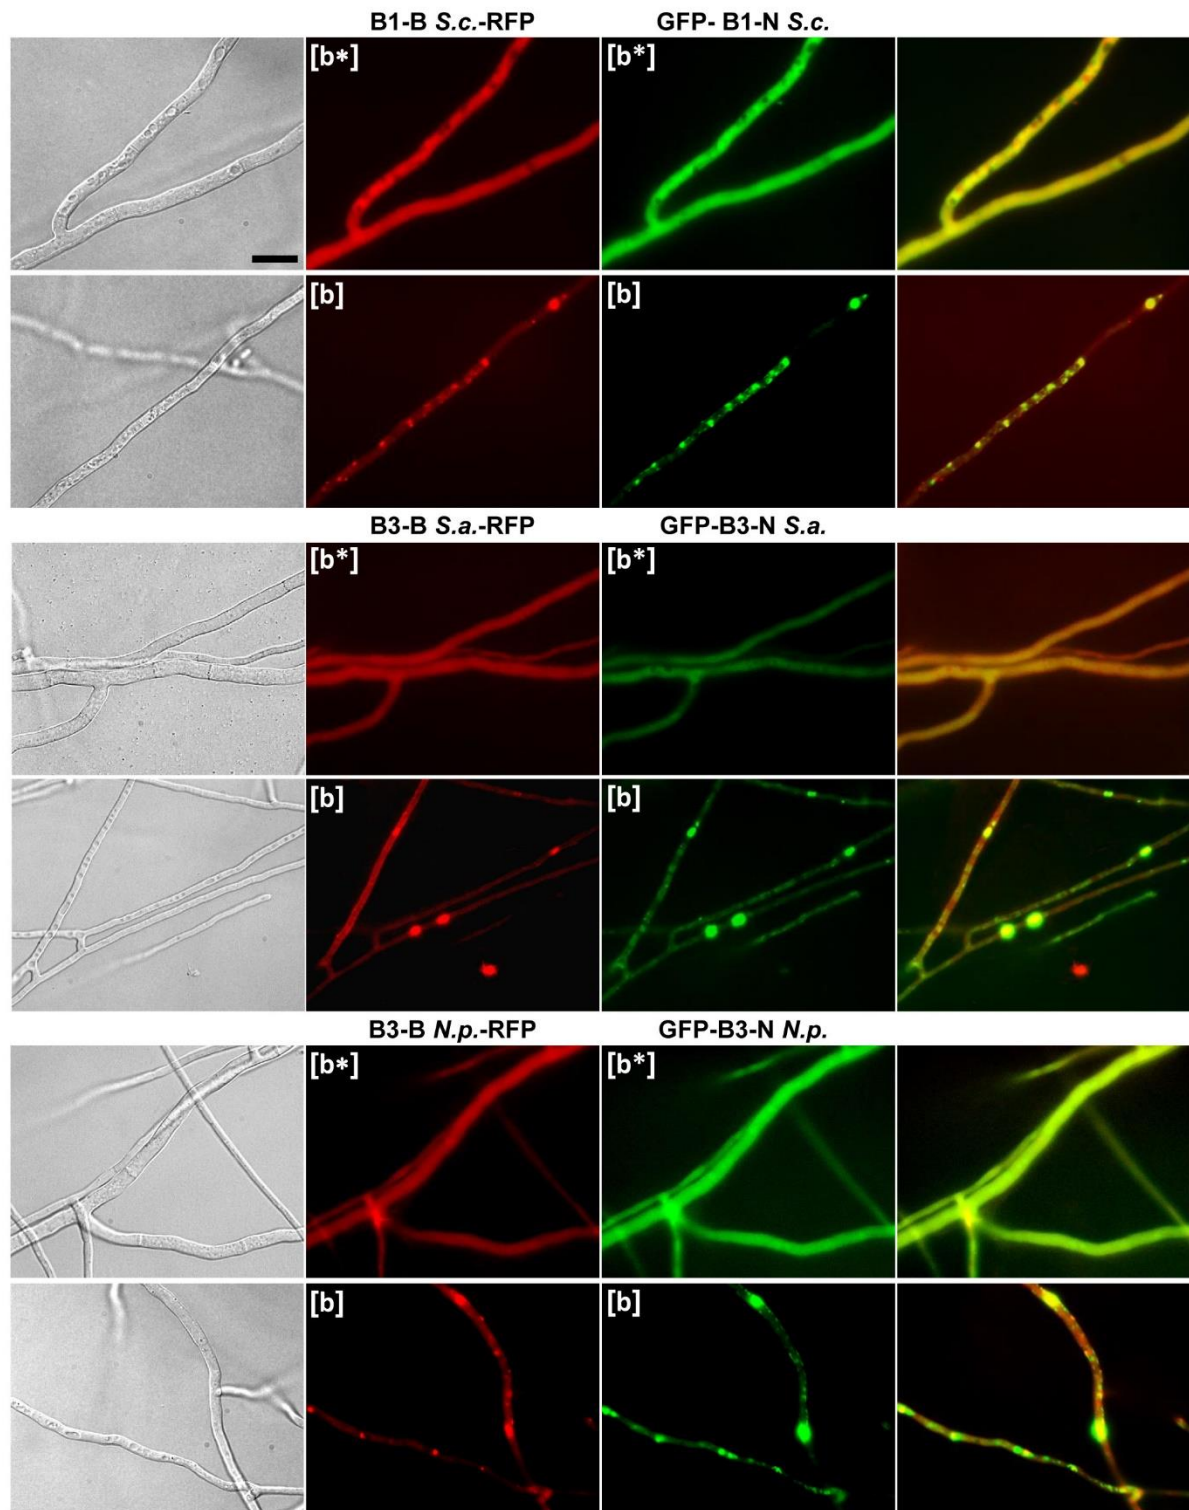 B1-B S.c.-RFP GFP- B1-N S.c.
[b*] [b*]
[b] [b]
B3-B S.a.-RFP GFP-B3-N S.a.
[b*] [b*]
[b] [b]
B3-B N.p.-RFP GFP-B3-N N.p.
[b*] [b*]
[b] [b]